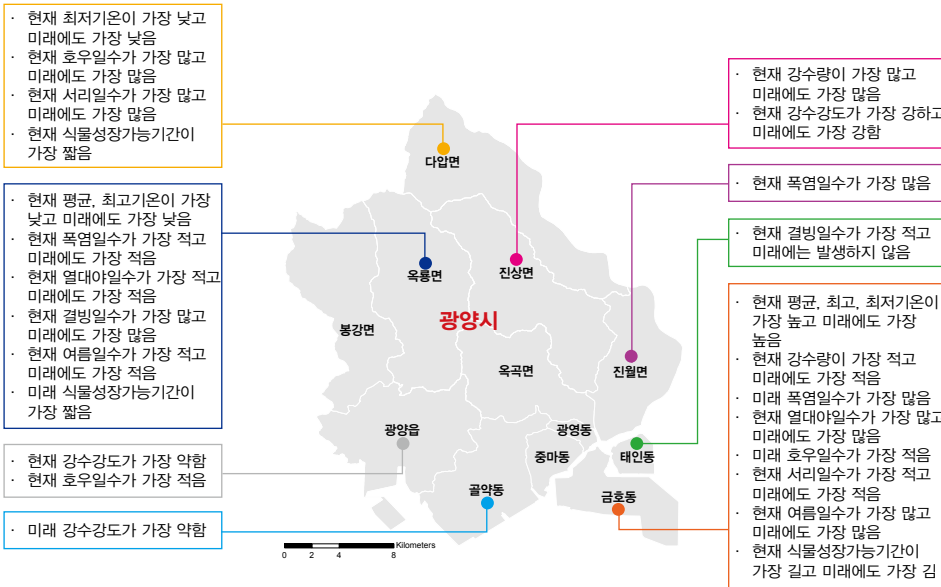 · 현재 최저기온이 가장 낮고
미래에도 가장 낮음
· 현재 호우일수가 가장 많고
미래에도 가장 많음
· 현재 서리일수가 가장 많고
미래에도 가장 많음
· 현재 식물성장가능기간이
가장 짧음
· 현재 평균, 최고기온이 가장
낮고 미래에도 가장 낮음
· 현재 폭염일수가 가장 적고
미래에도 가장 적음
· 현재 열대야일수가 가장 적고
미래에도 가장 적음
· 현재 결빙일수가 가장 많고
미래에도 가장 많음
· 현재 여름일수가 가장 적고
미래에도 가장 적음
· 미래 식물성장가능기간이
가장 짧음
· 현재 강수강도가 가장 약함
· 현재 호우일수가 가장 적음
· 미래 강수강도가 가장 약함
다압면
옥룡면
진상면
광양시
봉강면
옥곡면
진월면
광양읍
광영동
중마동
태인동
골약동
금호동
Kilometers
0 2 4 8
· 현재 강수량이 가장 많고
미래에도 가장 많음
· 현재 강수강도가 가장 강하고
미래에도 가장 강함
· 현재 폭염일수가 가장 많음
· 현재 결빙일수가 가장 적고
미래에는 발생하지 않음
· 현재 평균, 최고, 최저기온이
가장 높고 미래에도 가장
높음
· 현재 강수량이 가장 적고
미래에도 가장 적음
· 미래 폭염일수가 가장 많음
· 현재 열대야일수가 가장 많고
미래에도 가장 많음
· 미래 호우일수가 가장 적음
· 현재 서리일수가 가장 적고
미래에도 가장 적음
· 현재 여름일수가 가장 많고
미래에도 가장 많음
· 현재 식물성장가능기간이
가장 길고 미래에도 가장 김